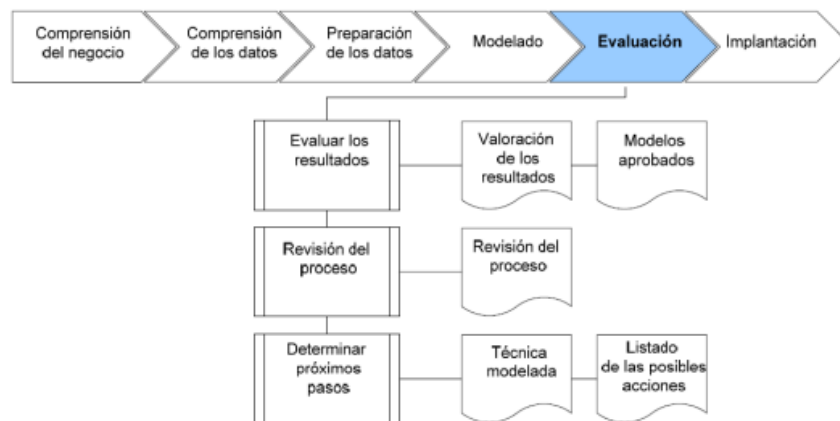 Comprensión
del negocio
Comprensión
de los datos
Preparación
de los datos
Modelado
Evaluación
Implantación
Evaluar los
resultados
Valoración
de los
resultados
Modelos
aprobados
Revisión del
proceso
Revisión del
proceso
Determinar
próximos
pasos
Técnica
modelada
Listado
de las posibles
acciones